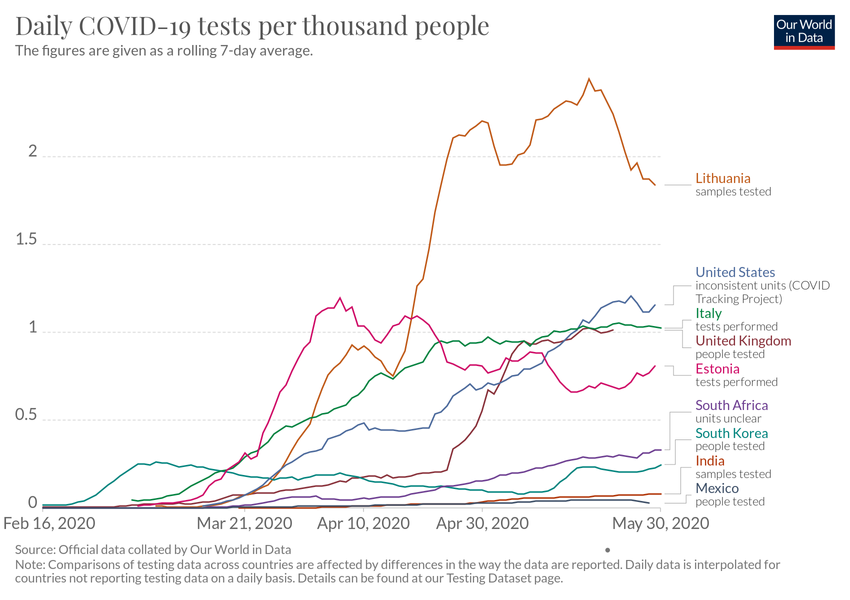 Daily COVID-19 tests per thousand people
The figures are given as a rolling 7-day average.
Our World
in Data
2
1.5
1
0.5
0
Feb 16, 2020
Mar 21, 2020
Apr 10, 2020
Apr 30, 2020
May 30, 2020
Lithuania
samples tested
United States
inconsistent units (COVID
Tracking Project)
Italy
tests performed
United Kingdom
people tested
Estonia
tests performed
South Africa
units unclear
South Korea
people tested
India
samples tested
Mexico
people tested
Source: Official data collated by Our World in Data
Note: Comparisons of testing data across countries are affected by differences in the way the data are reported. Daily data is interpolated for
countries not reporting testing data on a daily basis. Details can be found at our Testing Dataset page.